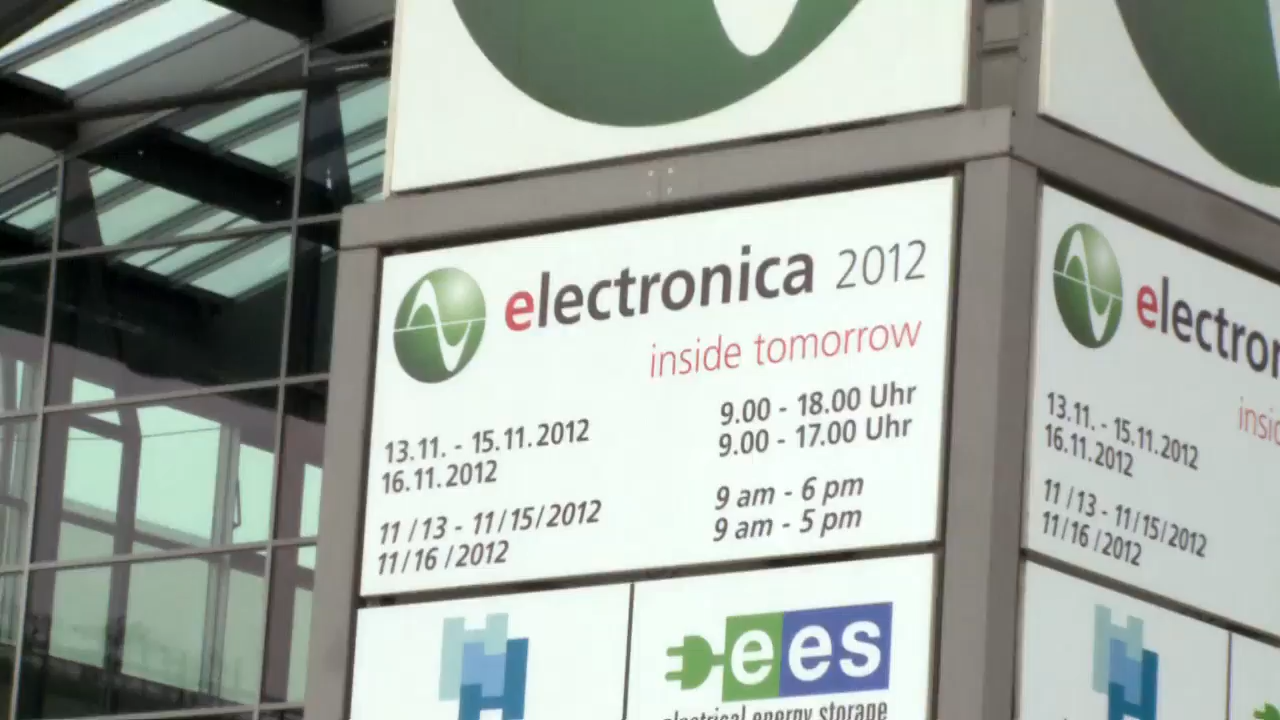 electronica 2012
inside tomorrow
13.11. - 15.11.2012 9.00 - 18.00 Uhr
16.11.2012 9.00 - 17.00 Uhr
11 /13 - 11/15/2012 9 am - 6 pm
11/16 /2012 9 am - 5 pm
ees
electrical energy storage
electron
insid
13.11. - 15.11.2012
16.11.2012
11 /13 - 11/15/2012
11/16 /2012